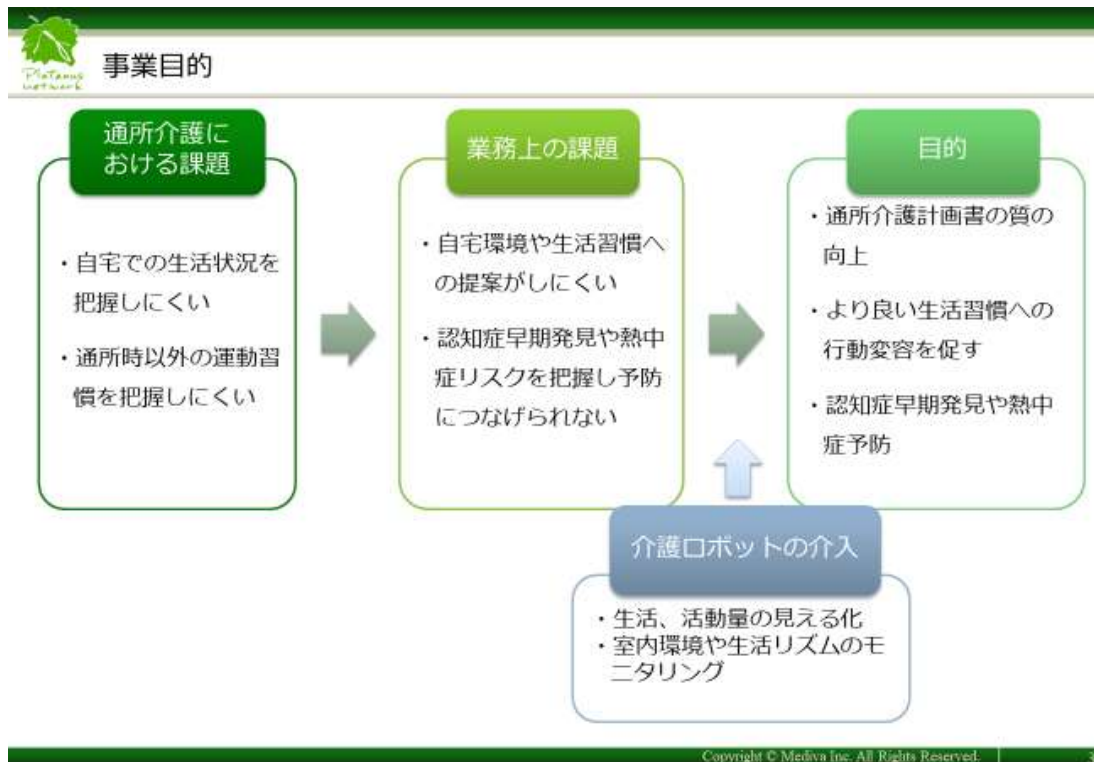 Platanus
network
事業目的
通所介護に
おける課題
・自宅での生活状況を
把握しにくい
・通所時以外の運動習
慣を把握しにくい
業務上の課題
・自宅環境や生活習慣へ
の提案がしにくい
・認知症早期発見や熱中
症リスクを把握し予防
につなげられない
目的
・通所介護計画書の質の
向上
・より良い生活習慣への
行動変容を促す
・認知症早期発見や熱中
症予防
介護ロボットの介入
・生活、活動量の見える化
・室内環境や生活リズムのモ
ニタリング
Copyright © Mediva Inc. All Rights Reserved.